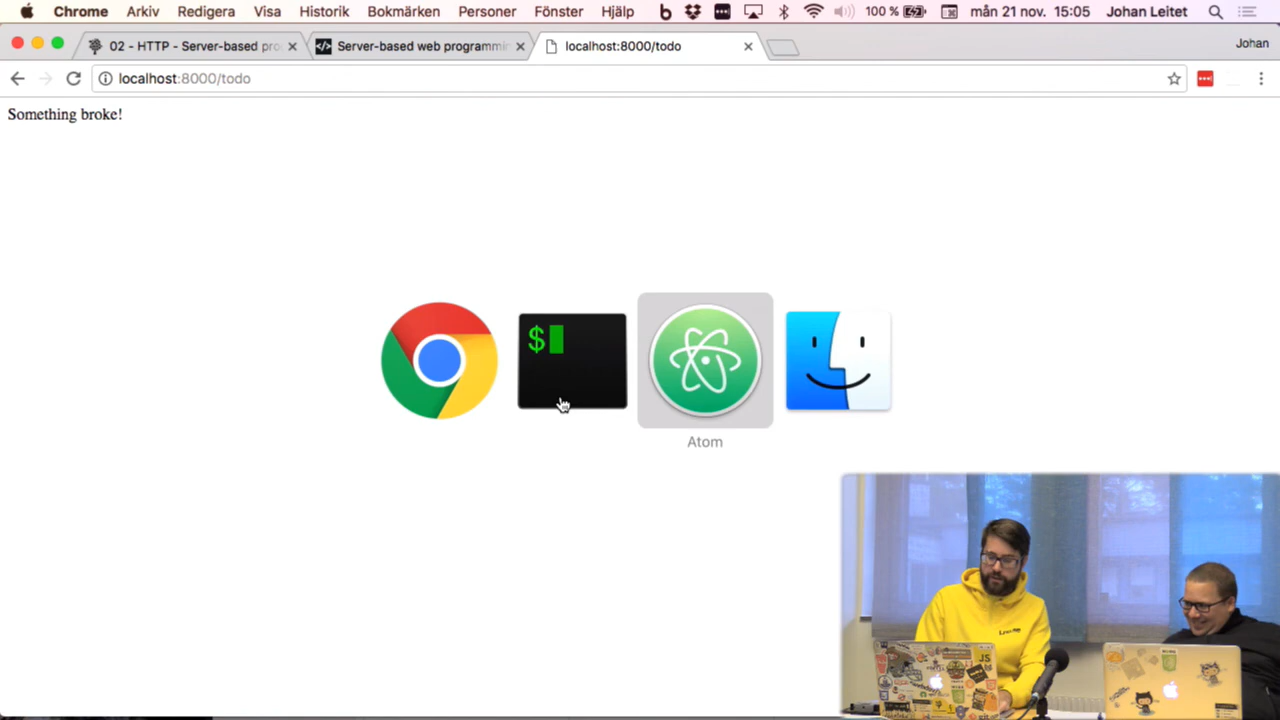 Chrome Arkiv Redigera Visa Historik Bokmärken Personer Fönster Hjälp 100 % mån 21 nov. 15:05 Johan Leitet
02 - HTTP - Server-based pro
Server-based web programmin
localhost:8000/todo
Johan
localhost:8000/todo
Something broke!
$
Atom
JS